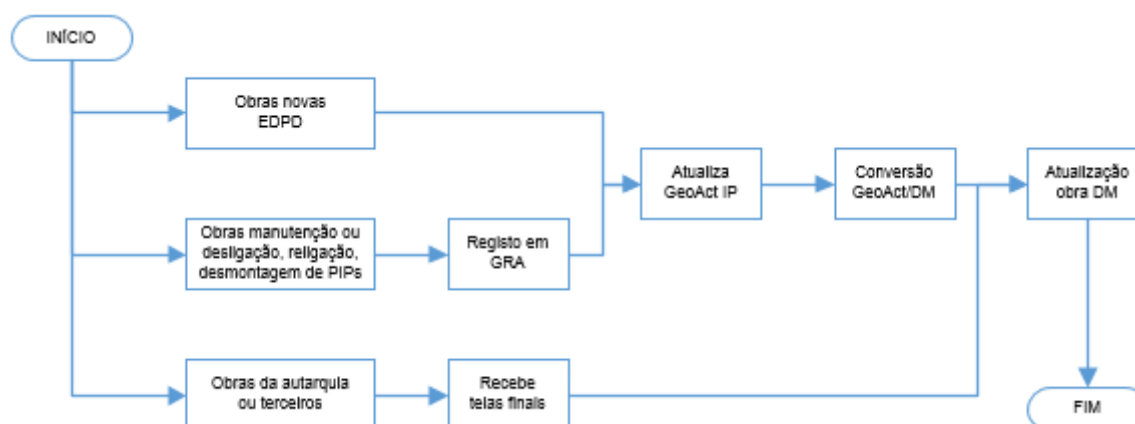 INÍCIO
Obras novas
EDPD
Atualiza
GeoAct IP
Conversão
GeoAct/DM
Atualização
obra DM
Obras manutenção ou
desligação, religação,
desmontagem de PIPs
Registo em
GRA
Obras da autarquia
ou terceiros
Recebe
telas finais
FIM